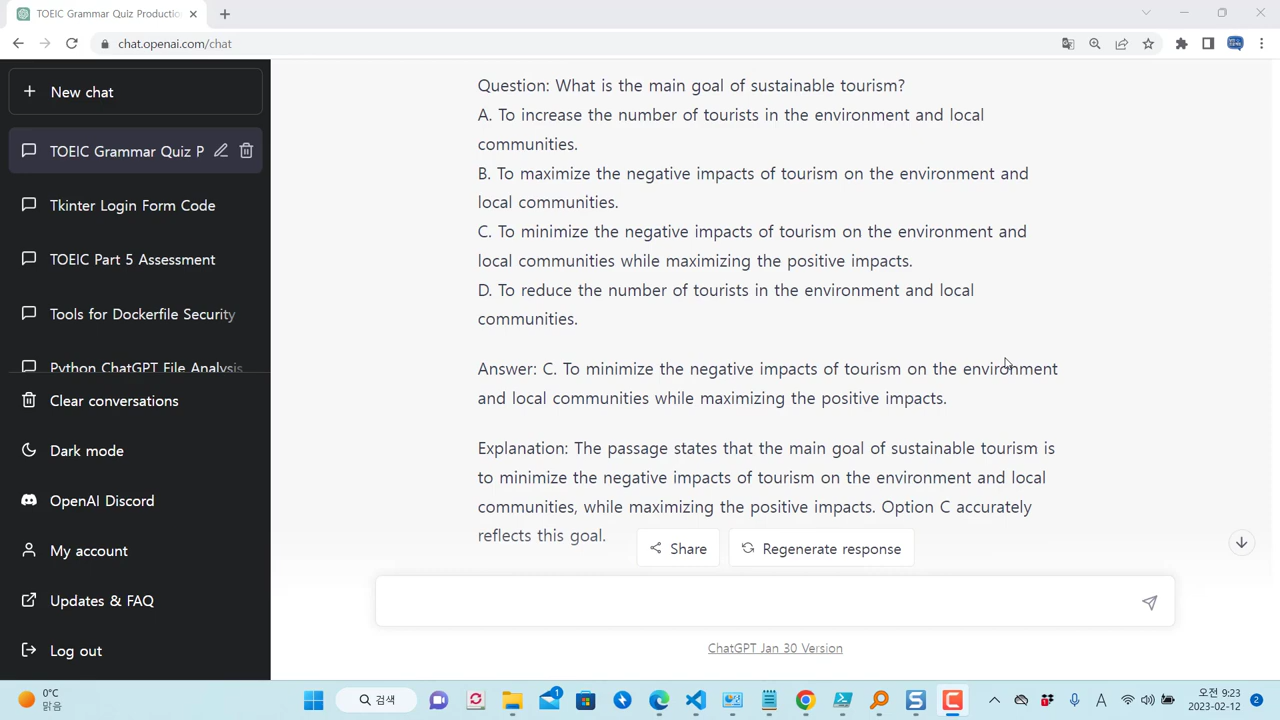 TOEIC Grammar Quiz Productio
chat.openai.com/chat
New chat
TOEIC Grammar Quiz P
Tkinter Login Form Code
TOEIC Part 5 Assessment
Tools for Dockerfile Security
Python ChatGPT File Analysis
Clear conversations
Dark mode
OpenAI Discord
My account
Updates & FAQ
Log out
Question: What is the main goal of sustainable tourism?
A. To increase the number of tourists in the environment and local
communities.
B. To maximize the negative impacts of tourism on the environment and
local communities.
C. To minimize the negative impacts of tourism on the environment and
local communities while maximizing the positive impacts.
D. To reduce the number of tourists in the environment and local
communities.
Answer: C. To minimize the negative impacts of tourism on the environment
and local communities while maximizing the positive impacts.
Explanation: The passage states that the main goal of sustainable tourism is
to minimize the negative impacts of tourism on the environment and local
communities, while maximizing the positive impacts. Option C accurately
reflects this goal.
Share
Regenerate response
ChatGPT Jan 30 Version
0°C
맑음
검색
1
A
오전 9:23
2023-02-12
2